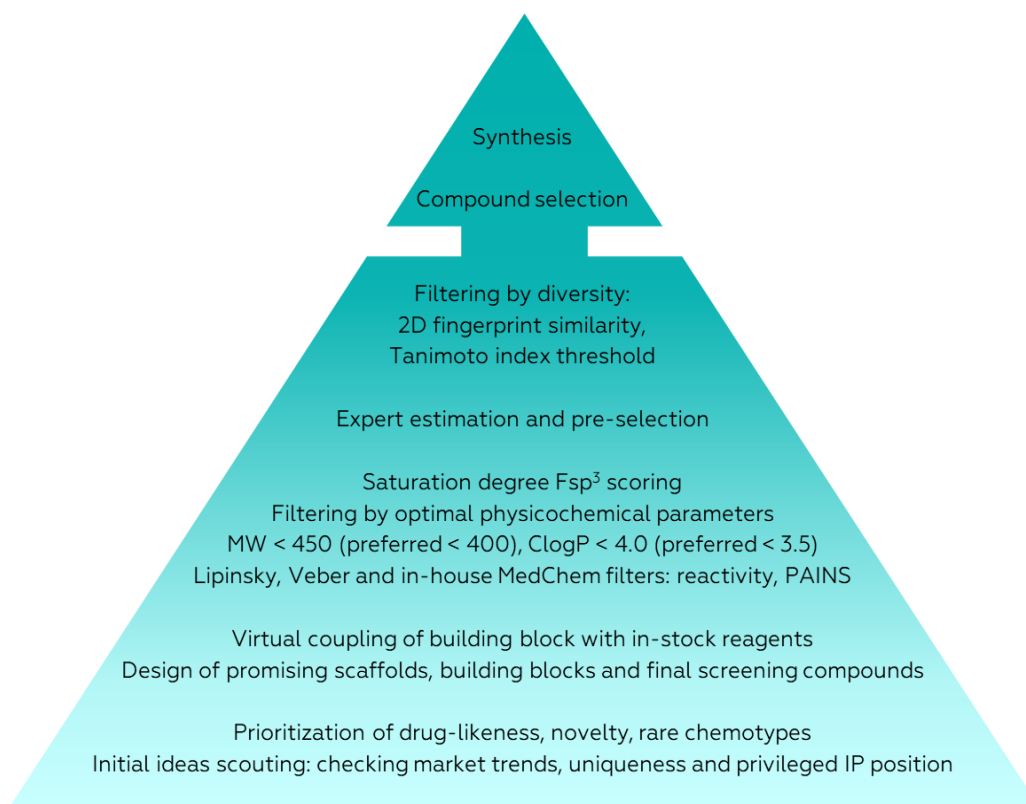 Synthesis
Compound selection
Filtering by diversity:
2D fingerprint similarity,
Tanimoto index threshold
Expert estimation and pre-selection
Saturation degree Fsp³ scoring
Filtering by optimal physicochemical parameters
MW < 450 (preferred < 400), ClogP < 4.0 (preferred < 3.5)
Lipinsky, Veber and in-house MedChem filters: reactivity, PAINS
Virtual coupling of building block with in-stock reagents
Design of promising scaffolds, building blocks and final screening compounds
Prioritization of drug-likeness, novelty, rare chemotypes
Initial ideas scouting: checking market trends, uniqueness and privileged IP position